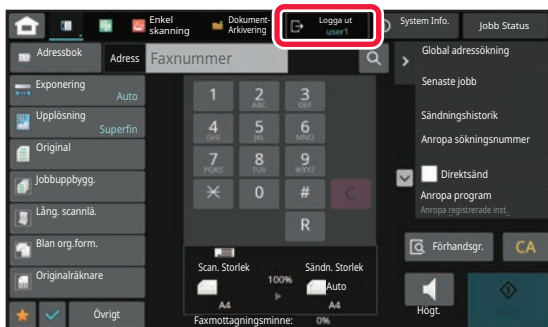 Enkel
skanning
Dokument-
Arkivering
Logga ut
user1
System Info.
Jobb Status
Adressbok
Adress
Faxnummer
Exponering
Auto
Upplösning
Superfin
Original
Jobbuppbygg.
Lång. scannlä.
Blan org.form.
Originalräknare
Övrigt
1
2
ABC
3
DEF
4
GHI
5
JKL
6
MNO
7
PQRS
8
TUV
9
WXYZ
0
#
C
R
Scan. Storlek
100%
Sändn. Storlek
Auto
A4
A4
Faxmottagningsminne: 0%
Global adressökning
Senaste jobb
Sändningshistorik
Anropa sökningsnummer
Direktsänd
Anropa program
Anropa registrerade inst_
Förhandsgr.
CA
Högt.
Start